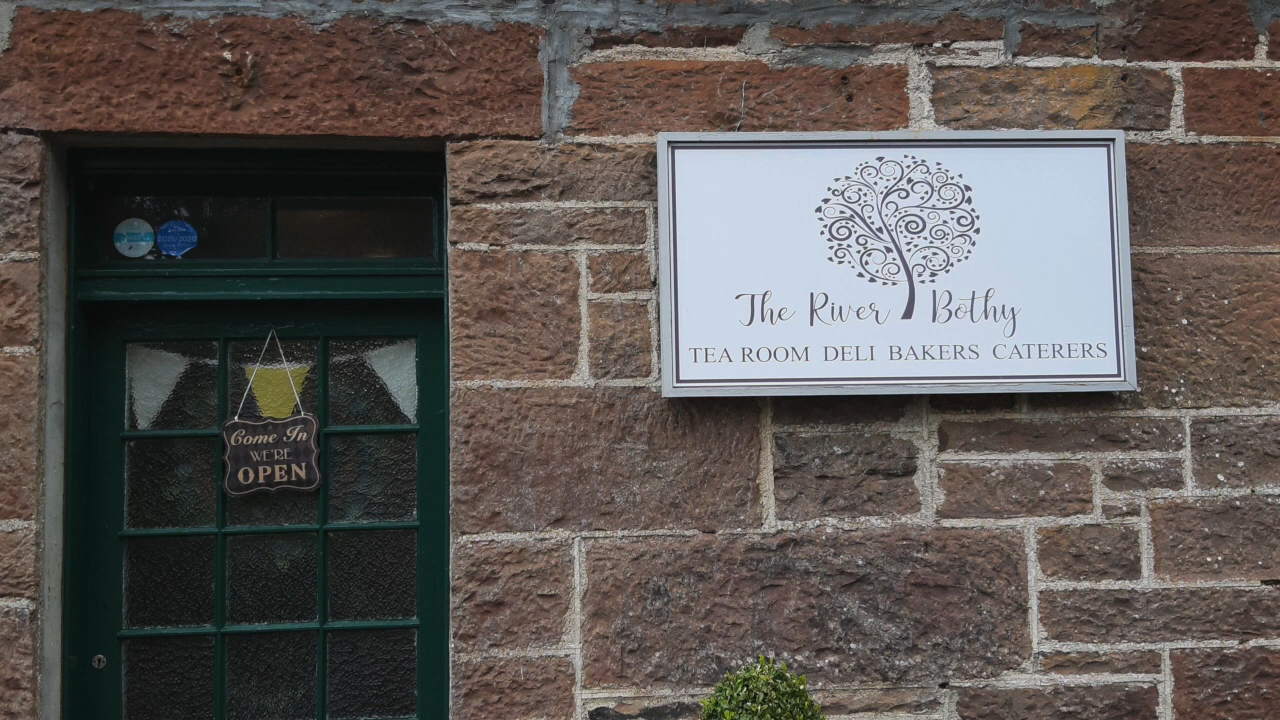 The River Bothy
TEA ROOM DELI BAKERS CATERERS
Come In
WE'RE
OPEN